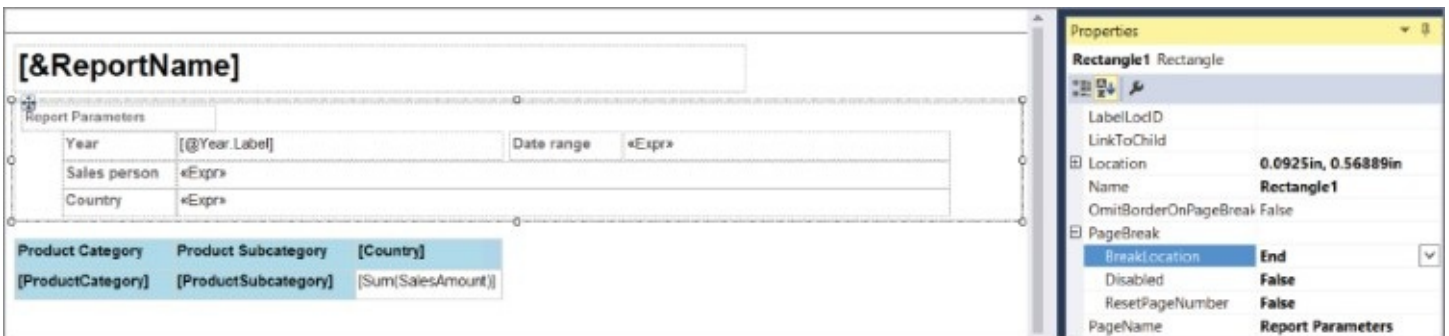 [&ReportName]
Report Parameters
Year [@Year.Label] Date range «Expr»
Sales person «Expr»
Country «Expr»
Product Category Product Subcategory [Country]
[ProductCategory] [ProductSubcategory] [Sum(SalesAmount)]
Properties
Rectangle1 Rectangle
LabelLocID
LinkToChild
Location 0.0925in, 0.56889in
Name Rectangle1
OmitBorderOnPageBreak False
PageBreak
BreakLocation End
Disabled False
ResetPageNumber False
PageName Report Parameters